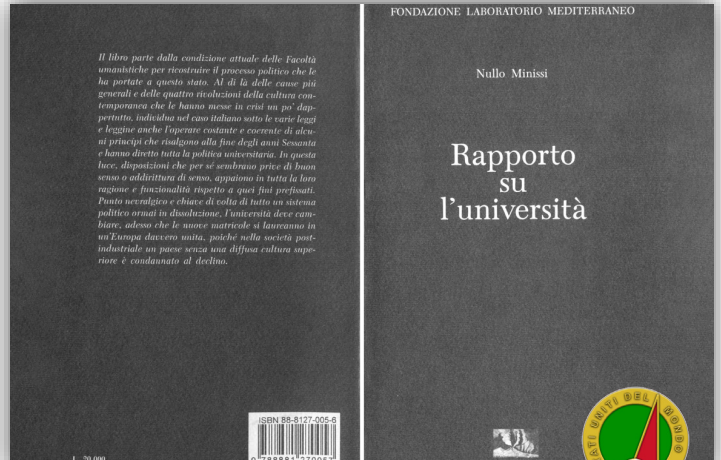 Il libro parte dalla condizione attuale delle Facoltà
umanistiche per ricostruire il processo politico che le
ha portate a questo stato. Al di là delle cause più
generali e delle quattro rivoluzioni della cultura con-
temporanea che le hanno messe in crisi un po' dap-
pertutto, individua nel caso italiano sotto le varie leggi
e leggine anche l'operare costante e coerente di alcu-
ni principi che risalgono alla fine degli anni Sessanta
e hanno diretto tutta la politica universitaria. In questa
luce, disposizioni che per sé sembrano prive di buon
senso o addirittura di senso, appaiono in tutta la loro
ragione e funzionalità rispetto a quei fini prefissati.
Punto nevralgico e chiave di volta di tutto un sistema
politico ormai in dissoluzione, l'università deve cam-
biare, adesso che le nuove matricole si laureanno in
un'Europa davvero unita, poiché nella società post-
industriale un paese senza una diffusa cultura supe-
riore è condannato al declino.
ISBN 88-8127-005-6
L. 20.000
FONDAZIONE LABORATORIO MEDITERRANEO
Nullo Minissi
Rapporto
su
l'università
ATI UNITI DEL MONDO